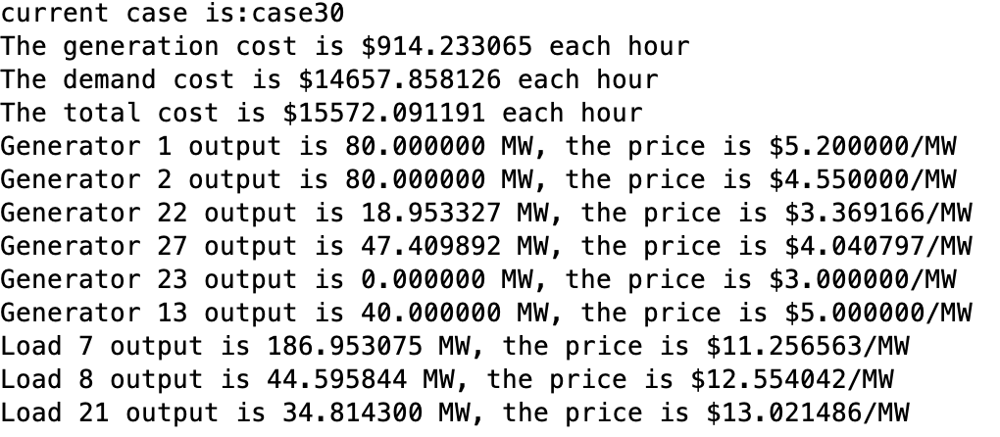 current case is:case30
The generation cost is $914.233065 each hour
The demand cost is $14657.858126 each hour
The total cost is $15572.091191 each hour
Generator 1 output is 80.000000 MW, the price is $5.200000/MW
Generator 2 output is 80.000000 MW, the price is $4.550000/MW
Generator 22 output is 18.953327 MW, the price is $3.369166/MW
Generator 27 output is 47.409892 MW, the price is $4.040797/MW
Generator 23 output is 0.000000 MW, the price is $3.000000/MW
Generator 13 output is 40.000000 MW, the price is $5.000000/MW
Load 7 output is 186.953075 MW, the price is $11.256563/MW
Load 8 output is 44.595844 MW, the price is $12.554042/MW
Load 21 output is 34.814300 MW, the price is $13.021486/MW